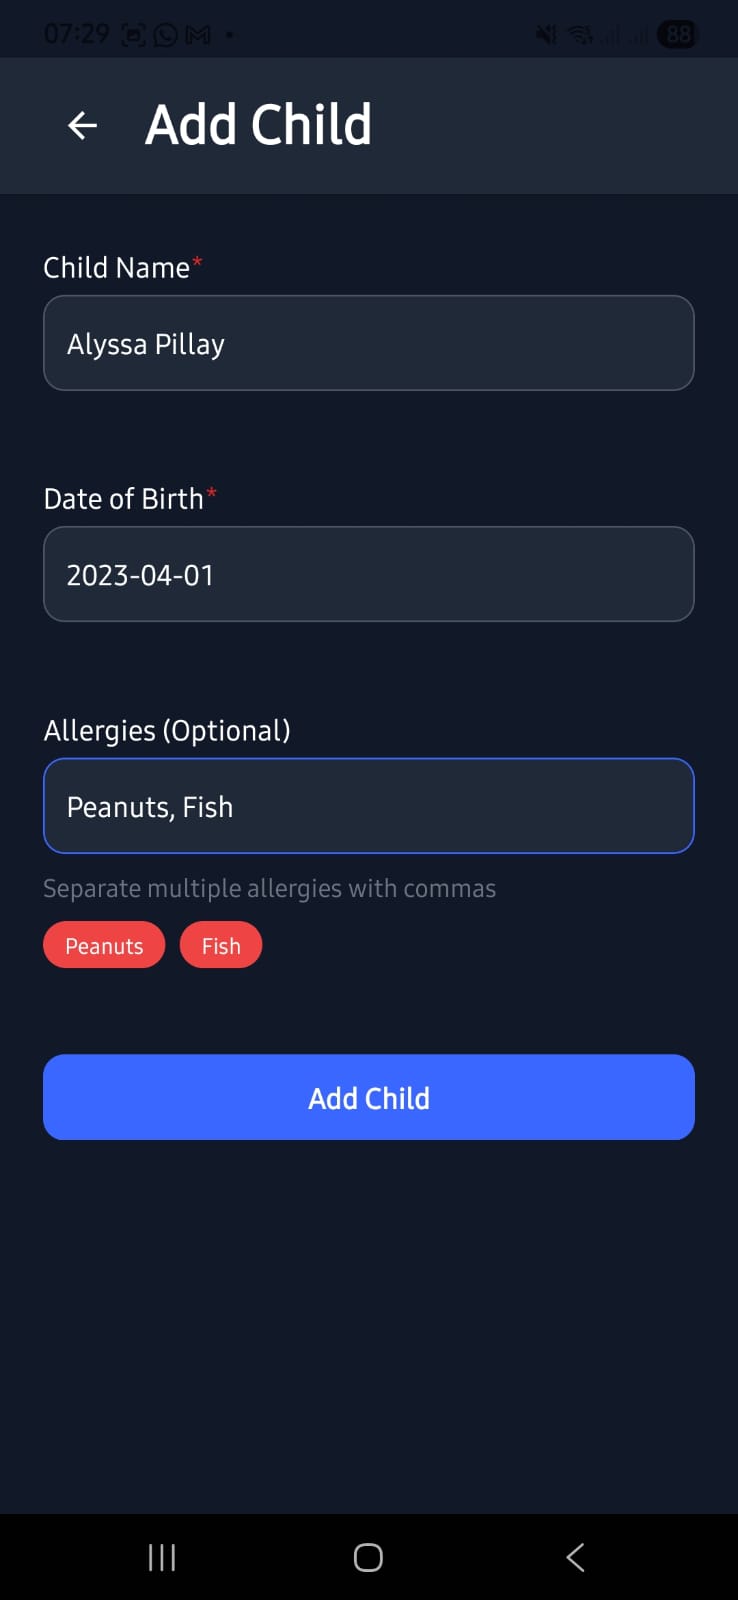 07:29 88
Add Child
Child Name*
Alyssa Pillay
Date of Birth*
2023-04-01
Allergies (Optional)
Peanuts, Fish
Separate multiple allergies with commas
Peanuts Fish
Add Child